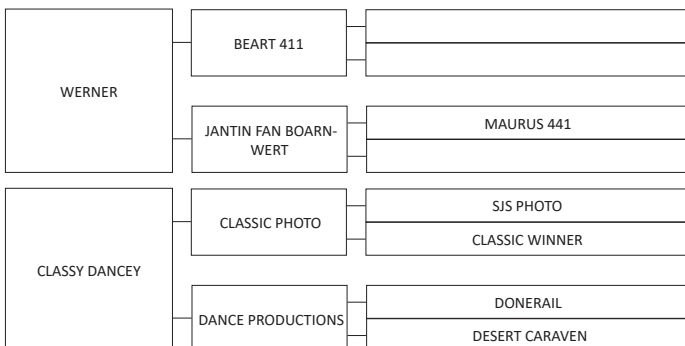 BEART 411
WERNER
JANTIN FAN BOARN-
WERT
MAURUS 441
CLASSIC PHOTO
SJS PHOTO
CLASSIC WINNER
CLASSY DANCEY
DANCE PRODUCTIONS
DONERAIL
DESERT CARAVEN